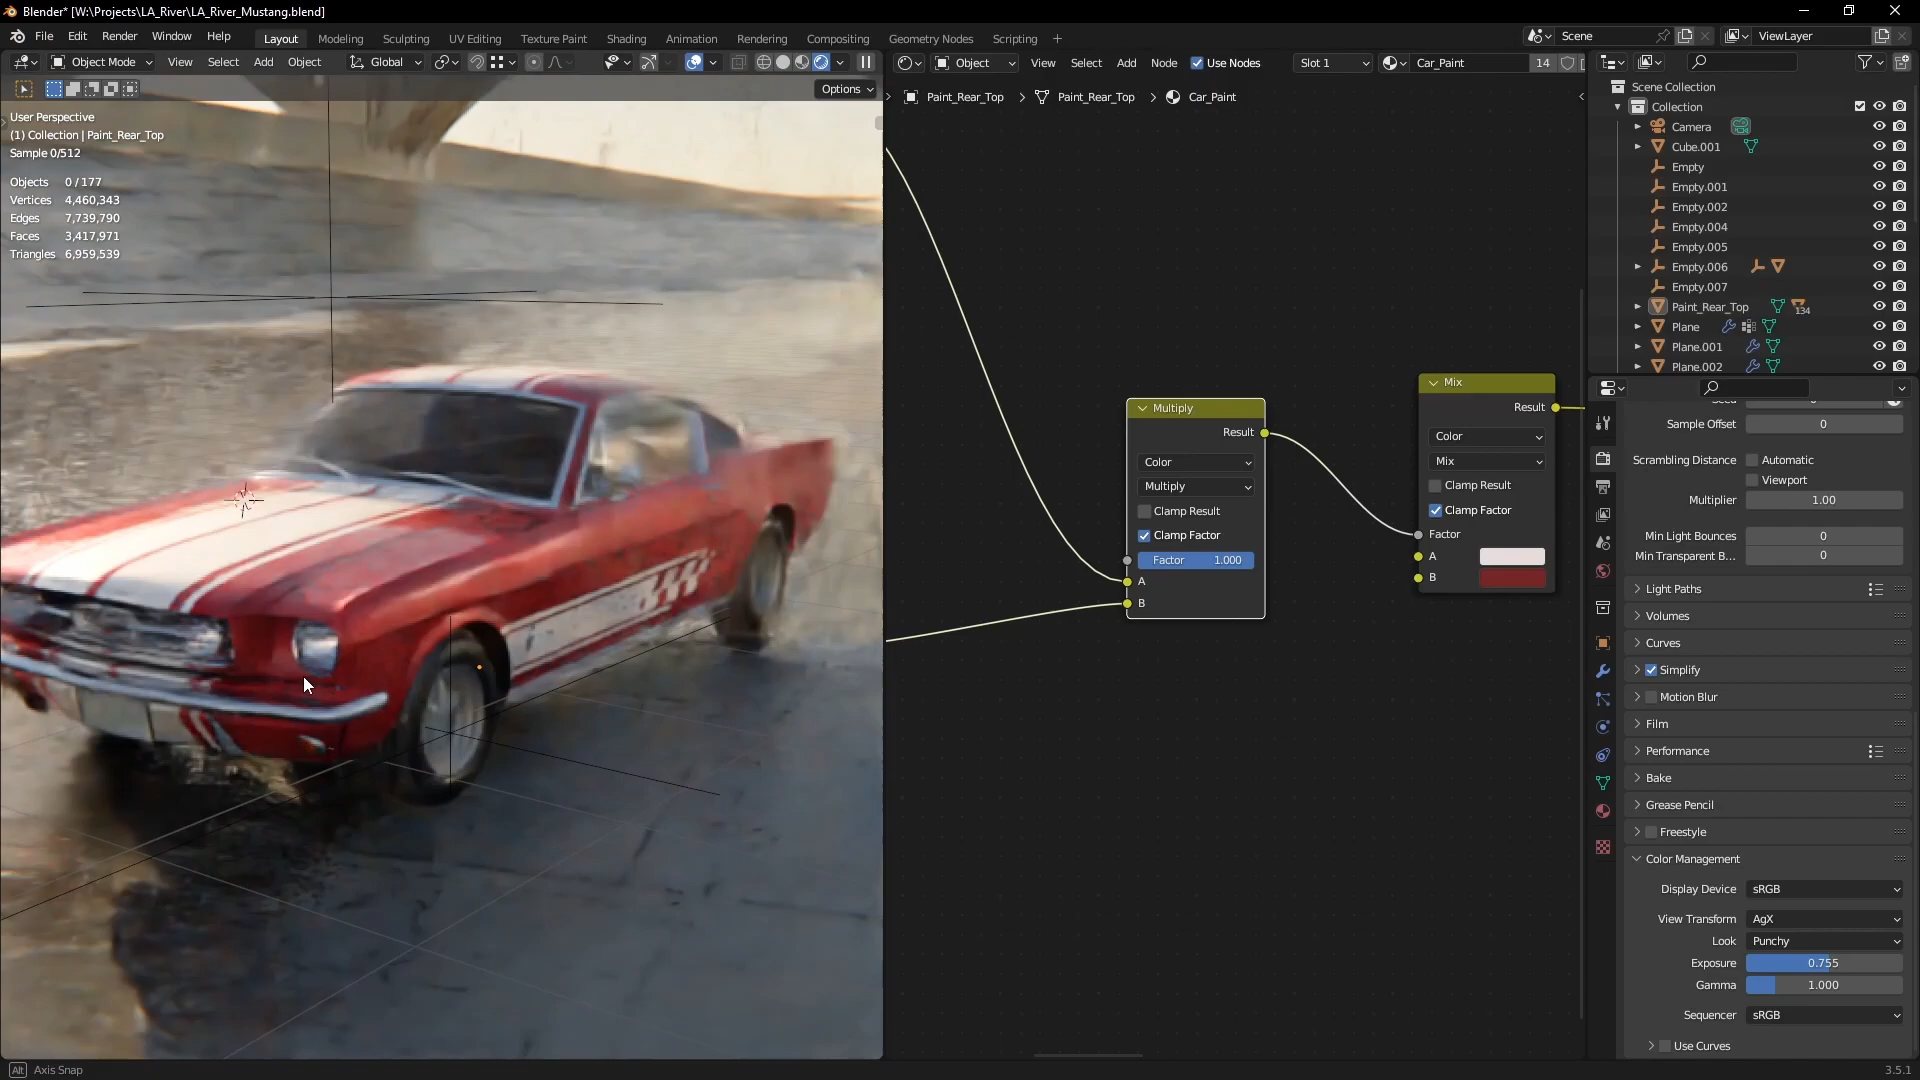 Blender* [W:\Projects\LA_River\LA_River_Mustang.blend]
File Edit Render Window Help
Layout Modeling Sculpting UV Editing Texture Paint Shading Animation Rendering Compositing Geometry Nodes Scripting +
Scene
ViewLayer
Object Mode View Select Add Object Global
Options
User Perspective
(1) Collection | Paint_Rear_Top
Sample 0/512
Objects 0/177
Vertices 4,460,343
Edges 7,739,790
Faces 3,417,971
Triangles 6,959,539
Object View Select Add Node Use Nodes Slot 1 Car_Paint 14
Paint_Rear_Top > Paint_Rear_Top > Car_Paint
Multiply
Result
Color
Multiply
Clamp Result
Clamp Factor
Factor 1.000
A
B
Mix
Result
Color
Mix
Clamp Result
Clamp Factor
Factor
A
B
Scene Collection
Collection
Camera
Cube.001
Empty
Empty.001
Empty.002
Empty.004
Empty.005
Empty.006
Empty.007
Paint_Rear_Top 134
Plane
Plane.001
Plane.002
Sample Offset 0
Scrambling Distance Automatic
Viewport
Multiplier 1.00
Min Light Bounces 0
Min Transparent B... 0
Light Paths
Volumes
Curves
Simplify
Motion Blur
Film
Performance
Bake
Grease Pencil
Freestyle
Color Management
Display Device sRGB
View Transform AgX
Look Punchy
Exposure 0.755
Gamma 1.000
Sequencer sRGB
Use Curves
Alt Axis Snap
3.5.1